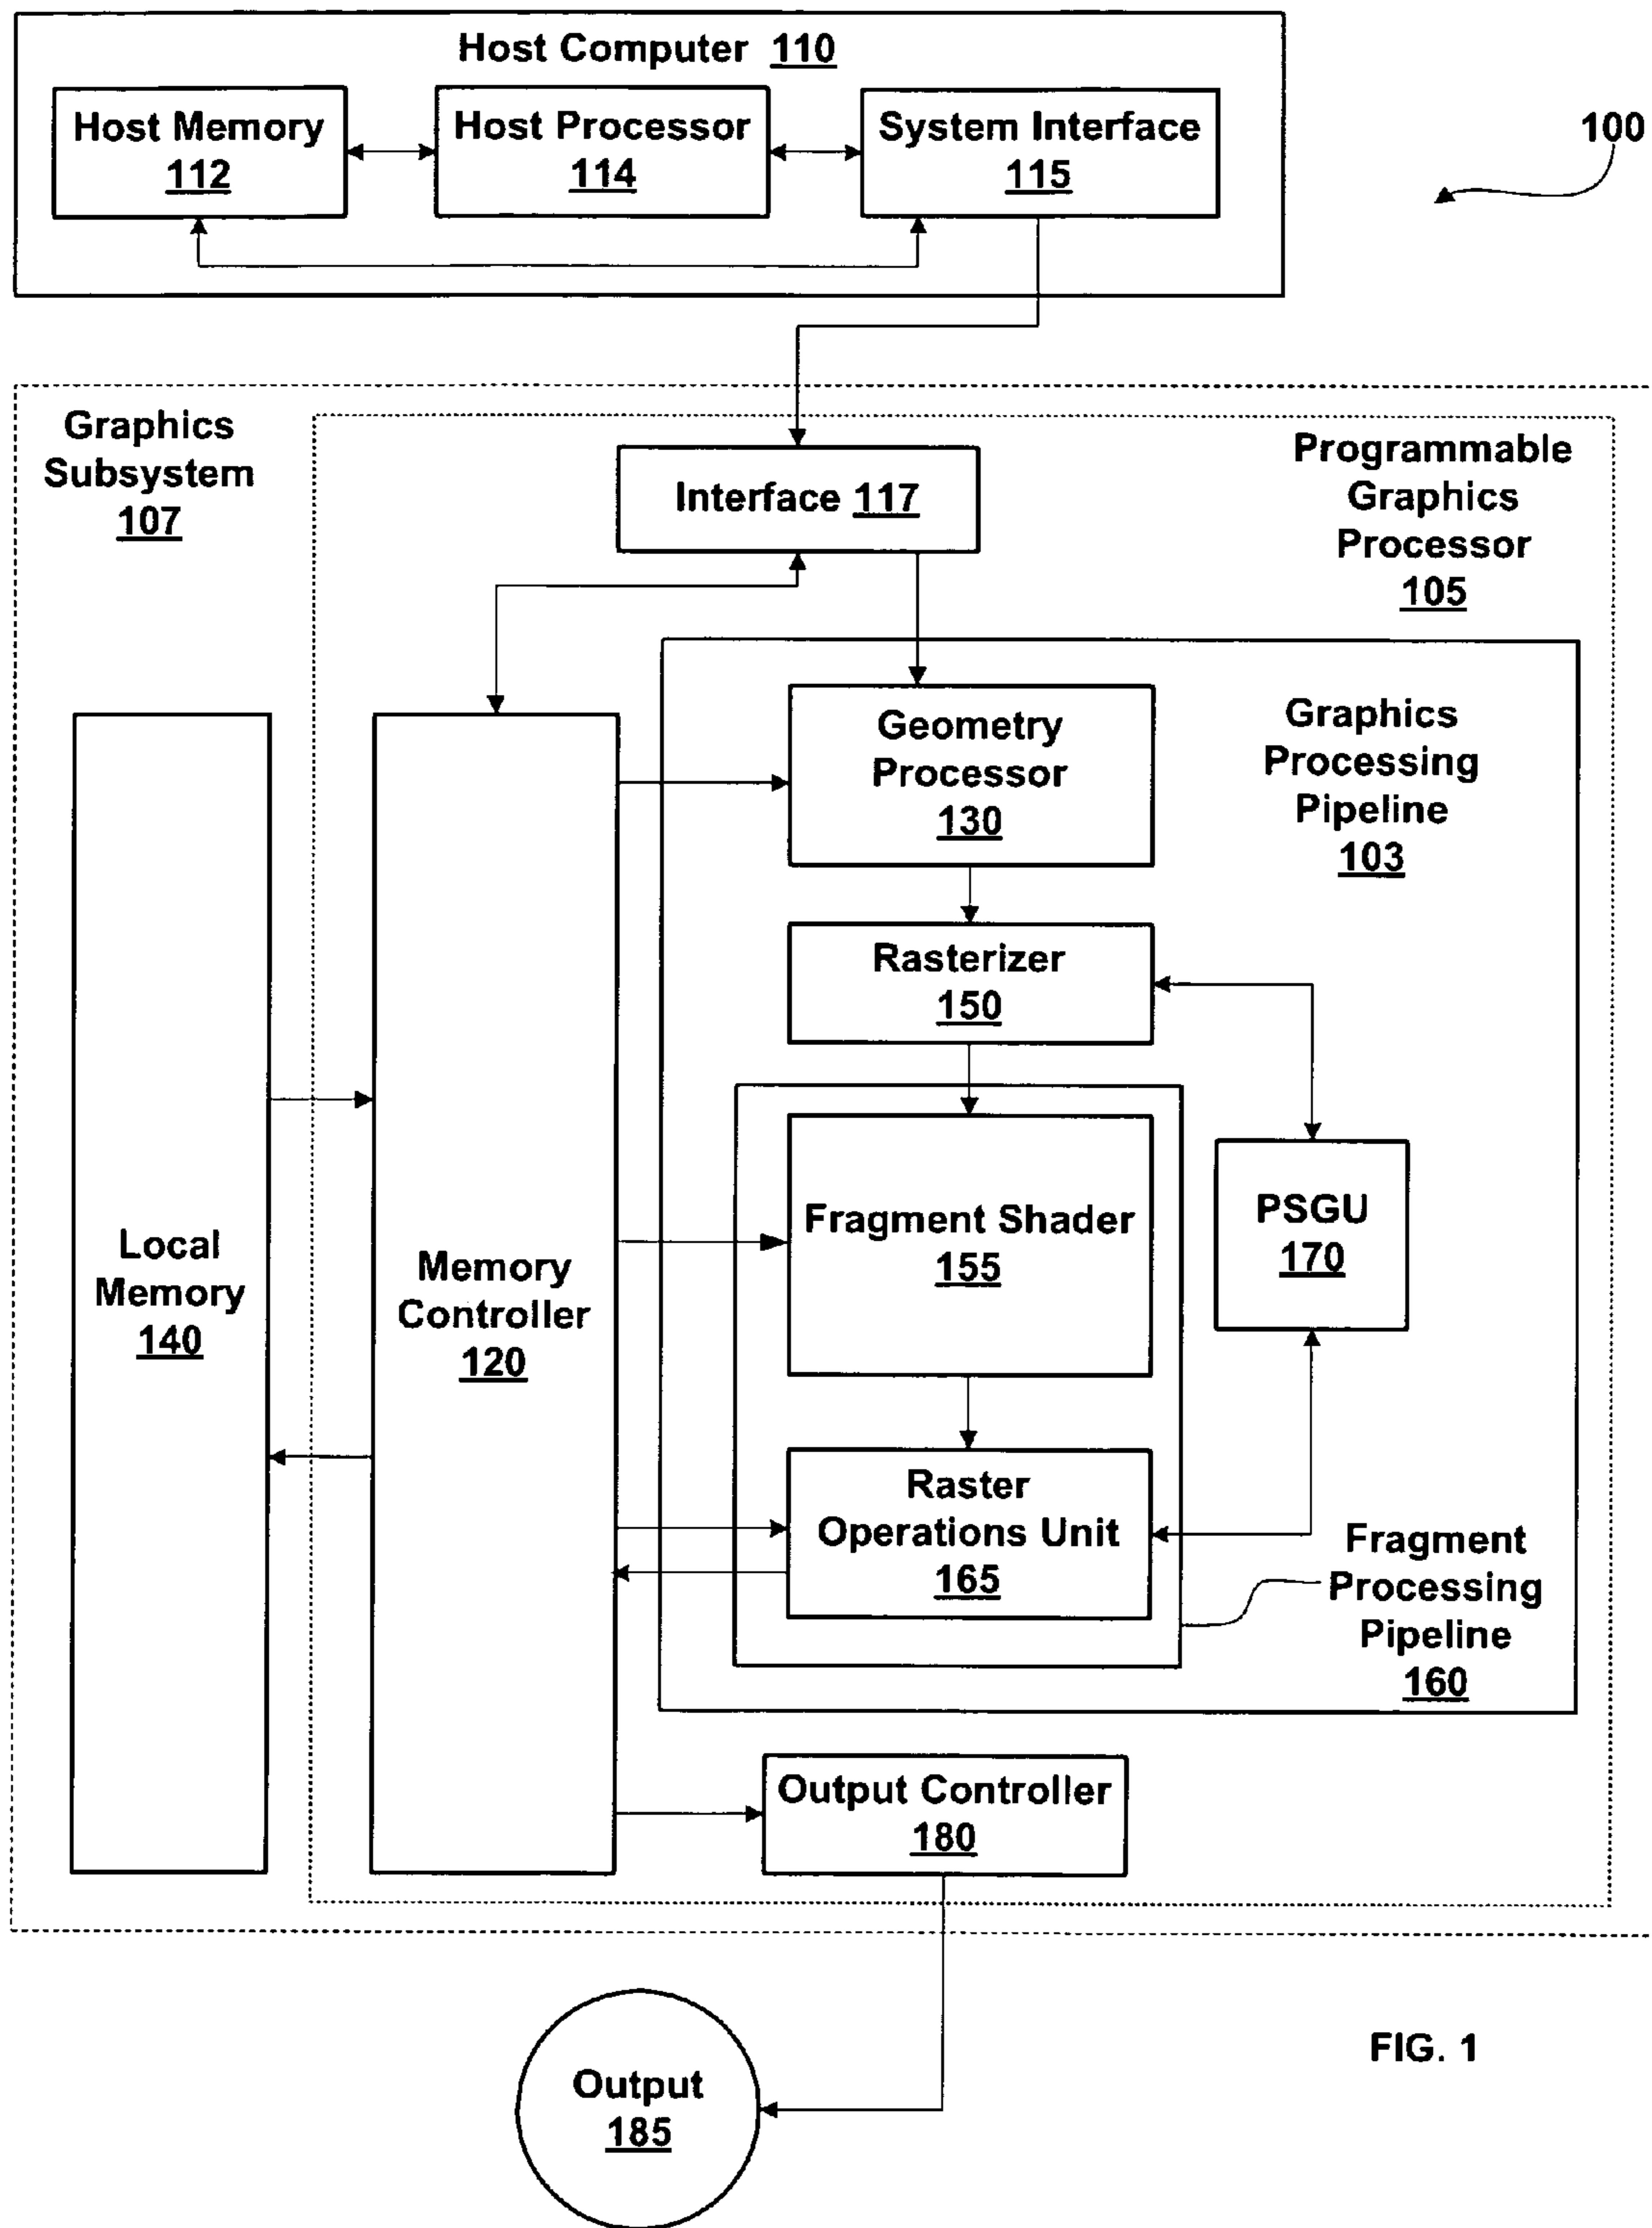 Host Computer 110
Host Memory
112
Host Processor
114
System Interface
115
100
Graphics
Subsystem
107
Interface 117
Programmable
Graphics
Processor
105
Geometry
Processor
130
Graphics
Processing
Pipeline
103
Rasterizer
150
Fragment Shader
155
PSGU
170
Local
Memory
140
Memory
Controller
120
Raster
Operations Unit
165
Fragment
Processing
Pipeline
160
Output Controller
180
Output
185
FIG. 1